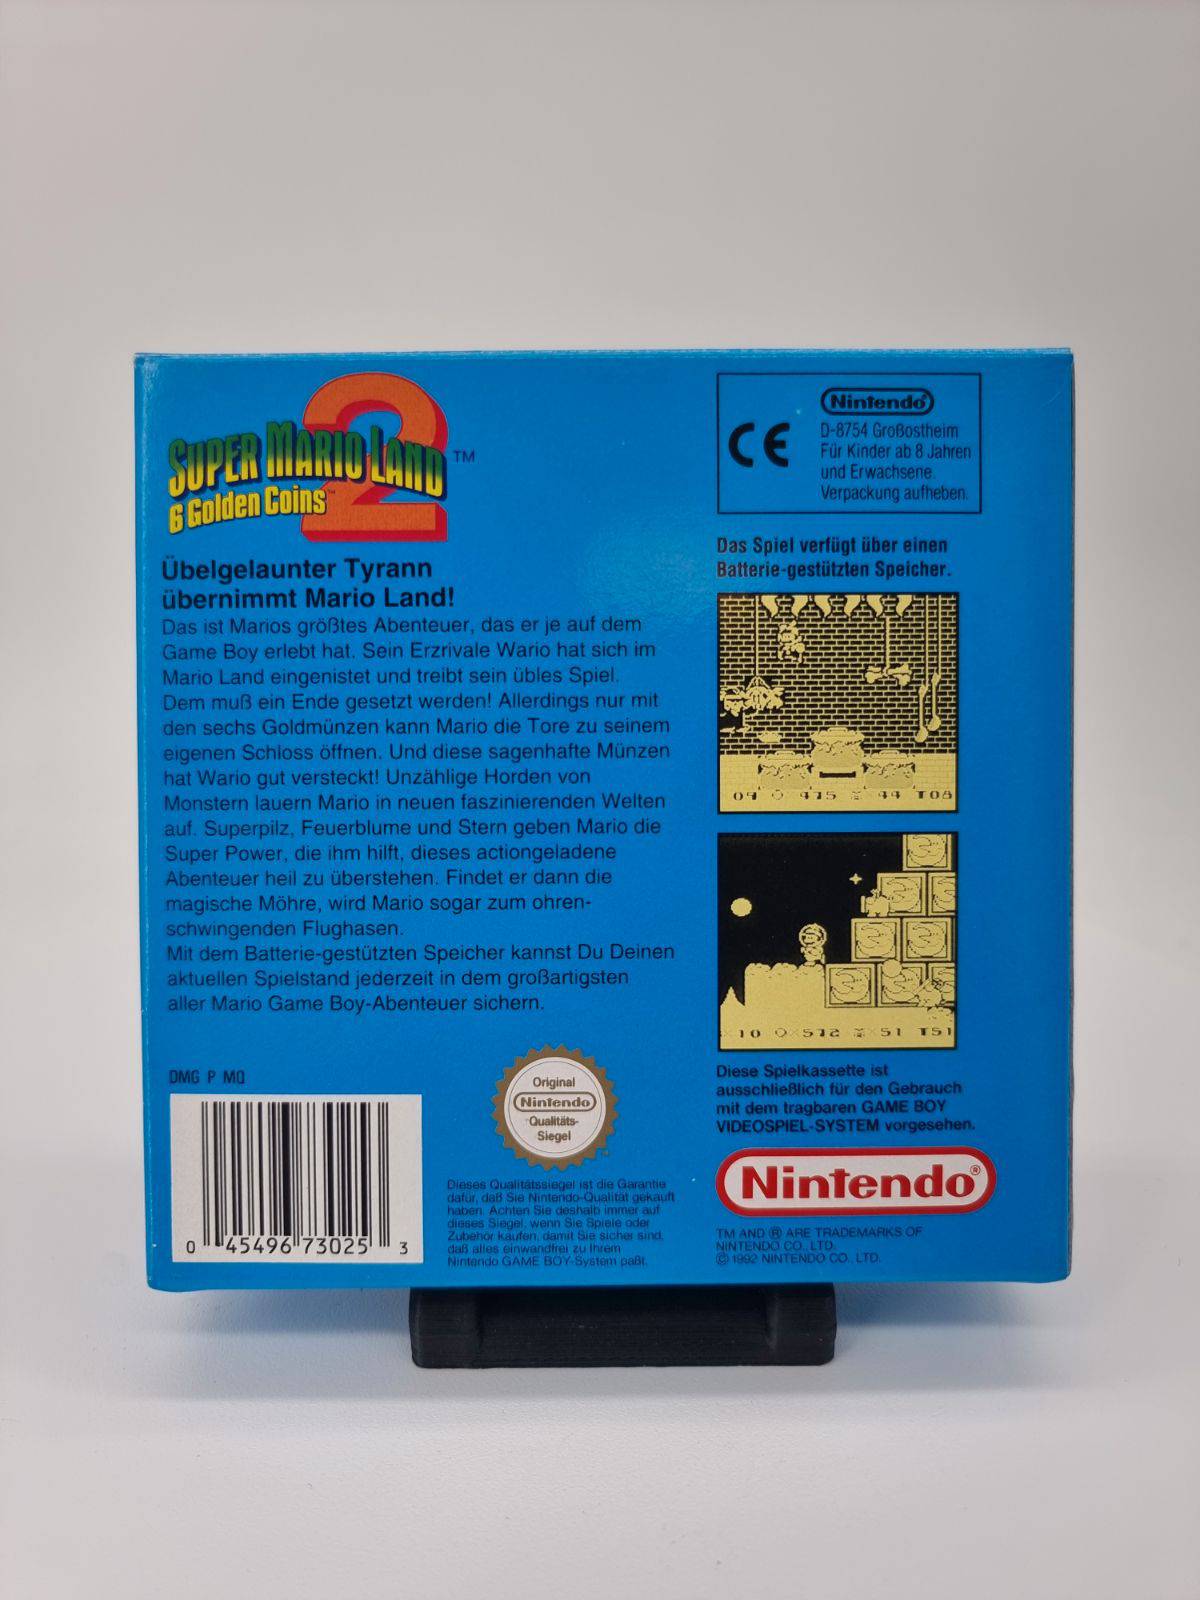 2
SUPER MARIO LAND TM
6 Golden Coins TM
Übelgelaunter Tyrann
übernimmt Mario Land!
Das ist Marios größtes Abenteuer, das er je auf dem
Game Boy erlebt hat. Sein Erzrivale Wario hat sich im
Mario Land eingenistet und treibt sein übles Spiel.
Dem muß ein Ende gesetzt werden! Allerdings nur mit
den sechs Goldmünzen kann Mario die Tore zu seinem
eigenen Schloss öffnen. Und diese sagenhafte Münzen
hat Wario gut versteckt! Unzählige Horden von
Monstern lauern Mario in neuen faszinierenden Welten
auf. Superpilz, Feuerblume und Stern geben Mario die
Super Power, die ihm hilft, dieses actiongeladene
Abenteuer heil zu überstehen. Findet er dann die
magische Möhre, wird Mario sogar zum ohren-
schwingenden Flughasen.
Mit dem Batterie-gestützten Speicher kannst Du Deinen
aktuellen Spielstand jederzeit in dem großartigsten
aller Mario Game Boy-Abenteuer sichern.
DMG P MQ
0 45496 73025 3
Original
Nintendo
Qualitäts-
Siegel
Dieses Qualitätssiegel ist die Garantie
dafür, daß Sie Nintendo-Qualität gekauft
haben. Achten Sie deshalb immer auf
dieses Siegel, wenn Sie Spiele oder
Zubehör kaufen, damit Sie sicher sind,
daß alles einwandfrei zu Ihrem
Nintendo GAME BOY-System paßt.
CE
Nintendo
D-8754 Großostheim
Für Kinder ab 8 Jahren
und Erwachsene.
Verpackung aufheben.
Das Spiel verfügt über einen
Batterie-gestützten Speicher.
09 475 44 T08
×10 ×572 51 T51
Diese Spielkassette ist
ausschließlich für den Gebrauch
mit dem tragbaren GAME BOY
VIDEOSPIEL-SYSTEM vorgesehen.
Nintendo®
TM AND ® ARE TRADEMARKS OF
NINTENDO CO., LTD.
© 1992 NINTENDO CO., LTD.